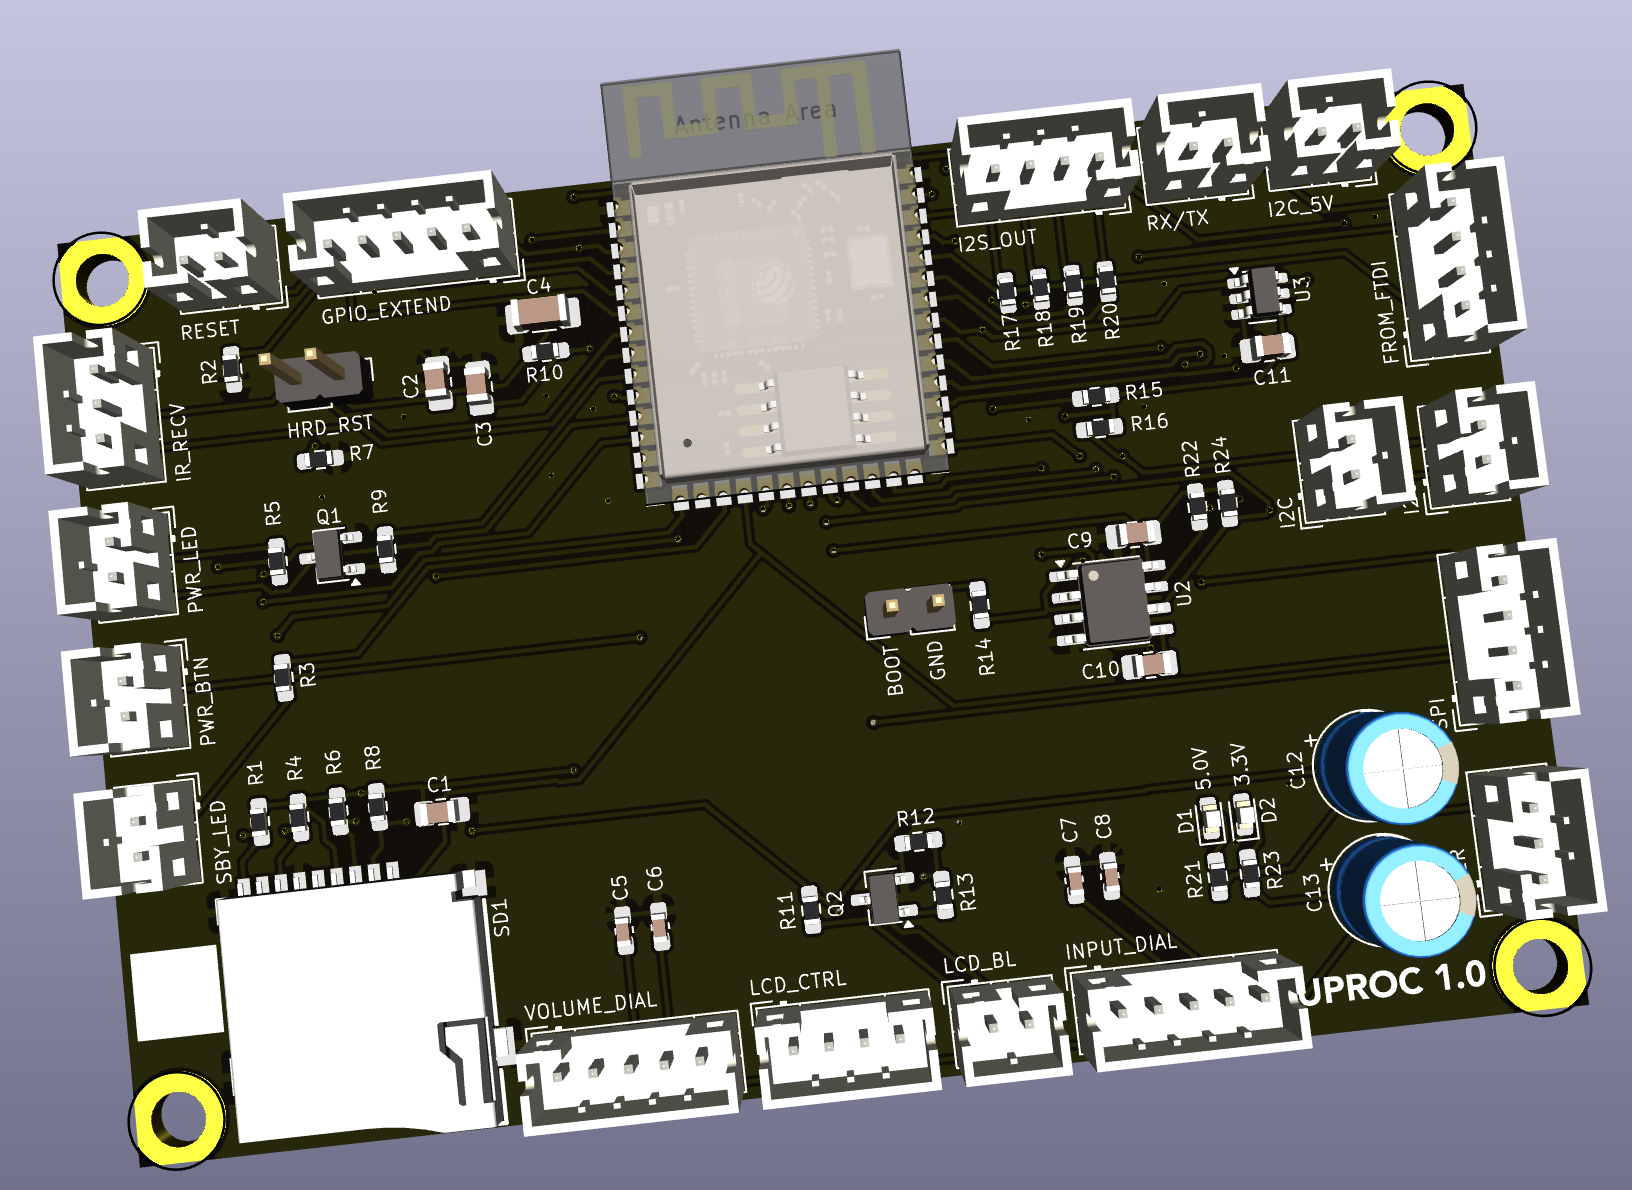 Antenna Area
I2S_OUT
RX/TX
I2C_5V
FROM_FTDI
RESET
GPIO_EXTEND
C4
R10
R2
HRD_RST
C2
C3
R7
IR_RECV
R17
R18
R19
R20
U3
C11
R15
R16
R22
R24
I2C
PWR_LED
R5
Q1
R9
C9
U2
C10
BOOT
GND
R14
PWR_BTN
R3
SPI
SBY_LED
R1
R4
R6
R8
C1
SD1
C5
C6
R11
Q2
R12
R13
C7
C8
5.0V
3.3V
D1
D2
R21
R23
C12
+
C13
+
VOLUME_DIAL
LCD_CTRL
LCD_BL
INPUT_DIAL
UPROC 1.0